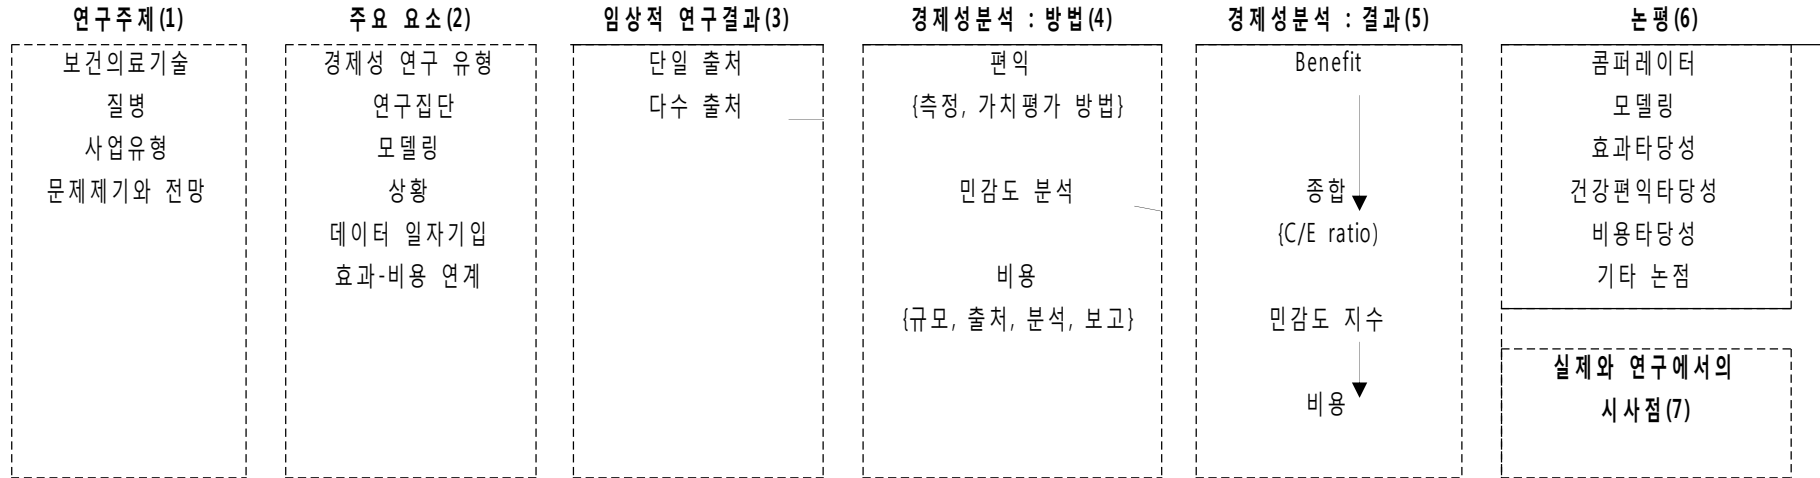 연구주제(1)
보건의료기술
질병
사업유형
문제제기와 전망
주요 요소(2)
경제성 연구 유형
연구집단
모델링
상황
데이터 일자기입
효과-비용 연계
임상적 연구결과(3)
단일 출처
다수 출처
경제성분석 : 방법(4)
편익
{측정, 가치평가 방법}
민감도 분석
비용
{규모, 출처, 분석, 보고}
경제성분석 : 결과(5)
Benefit
종합
{C/E ratio)
민감도 지수
비용
논평(6)
콤퍼레이터
모델링
효과타당성
건강편익타당성
비용타당성
기타 논점
실제와 연구에서의
시사점(7)